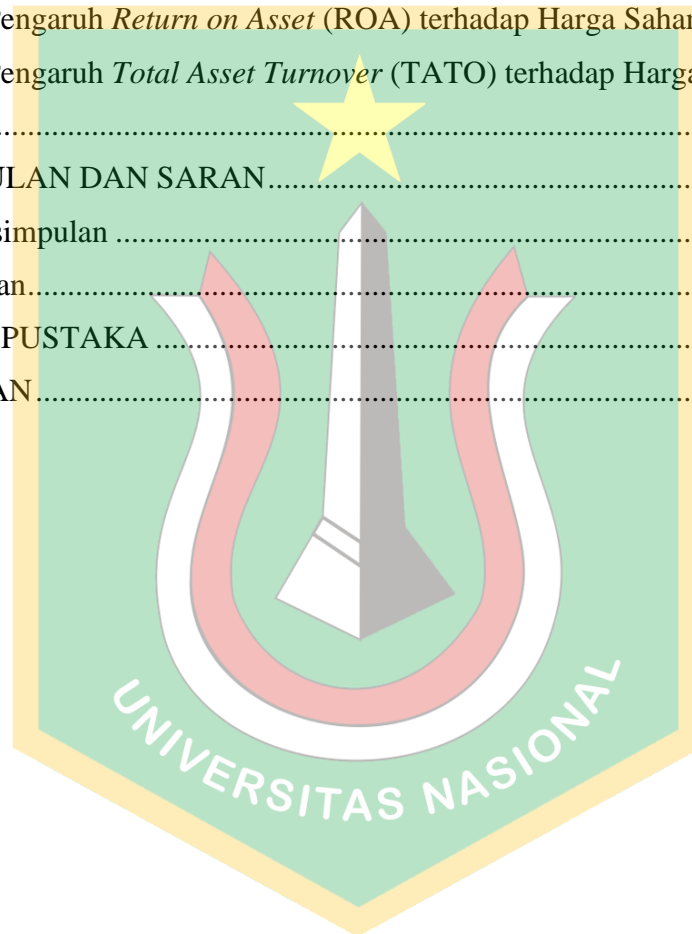 engaruh Return on Asset (ROA) terhadap Harga Saham
engaruh Total Asset Turnover (TATO) terhadap Harga
................................................................................
ULAN DAN SARAN......................................................
simpulan ........................................................................
an...................................................................................
PUSTAKA ....................................................................
AN..................................................................................
UNIVERSITAS NASIONAL